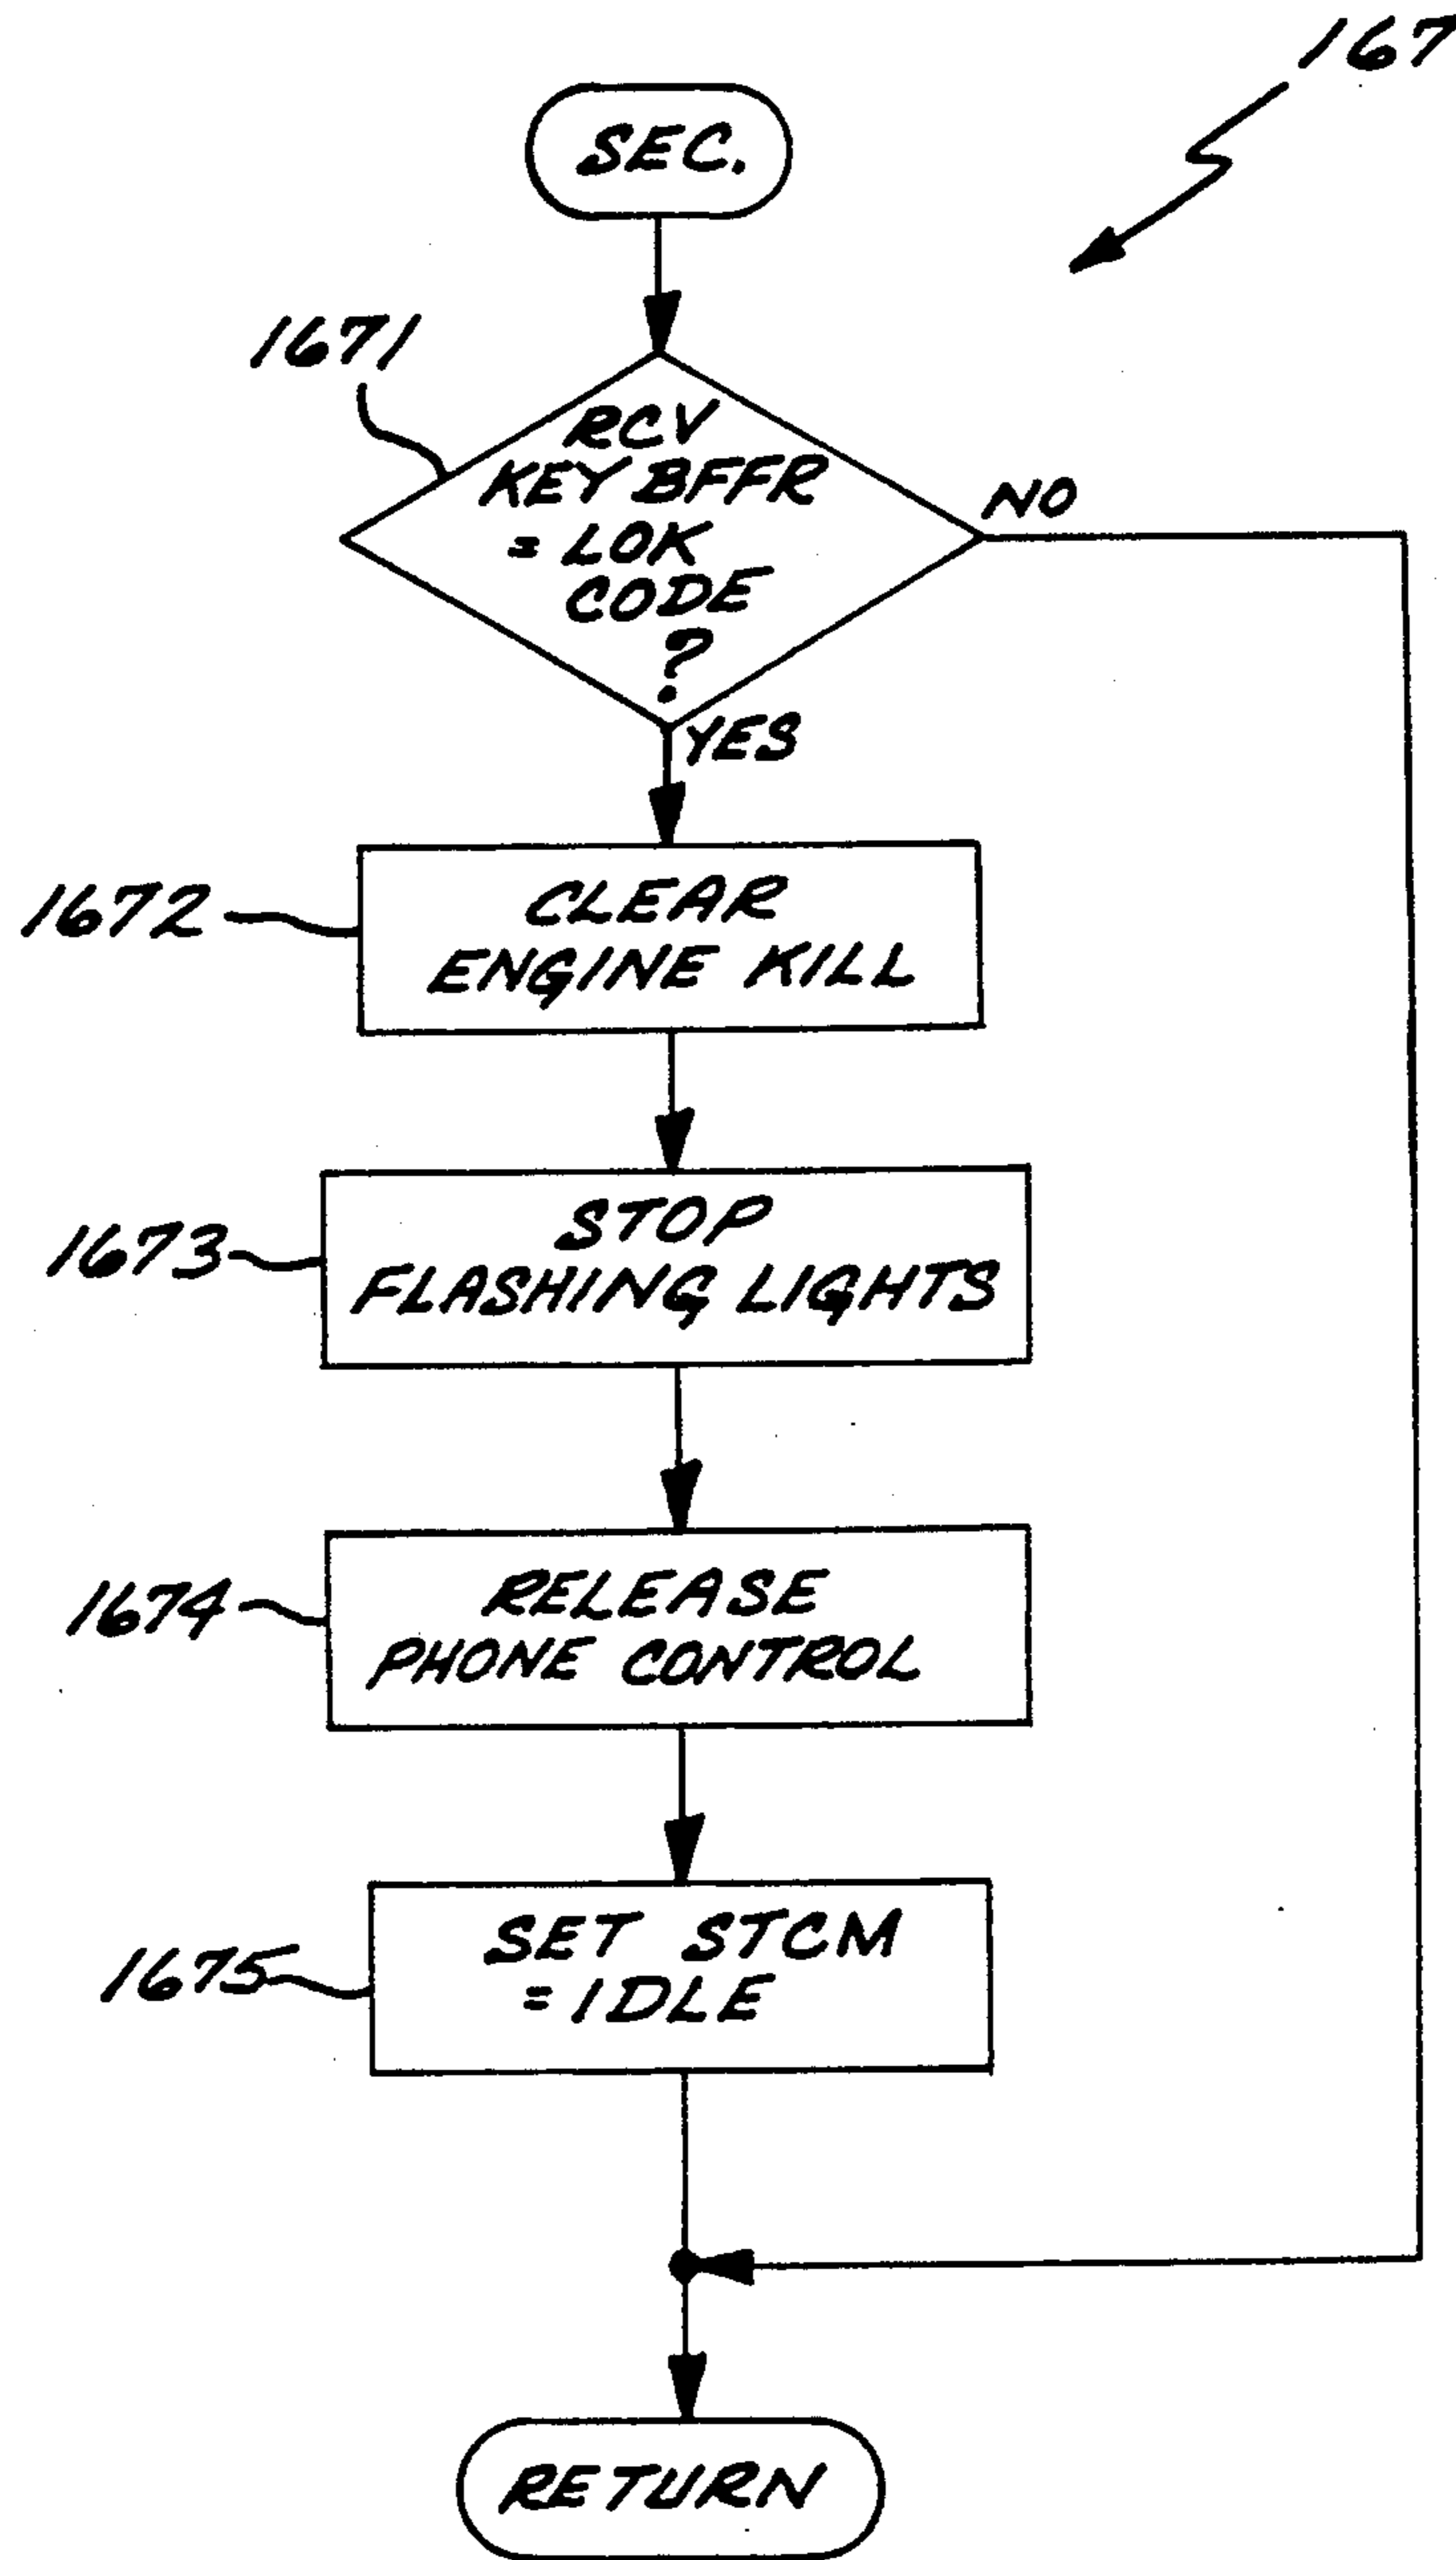 167
SEC.
1671
RCV
KEY BFFR
= LOK
CODE
?
NO
YES
1672
CLEAR
ENGINE KILL
1673
STOP
FLASHING LIGHTS
1674
RELEASE
PHONE CONTROL
1675
SET STCM
= IDLE
RETURN